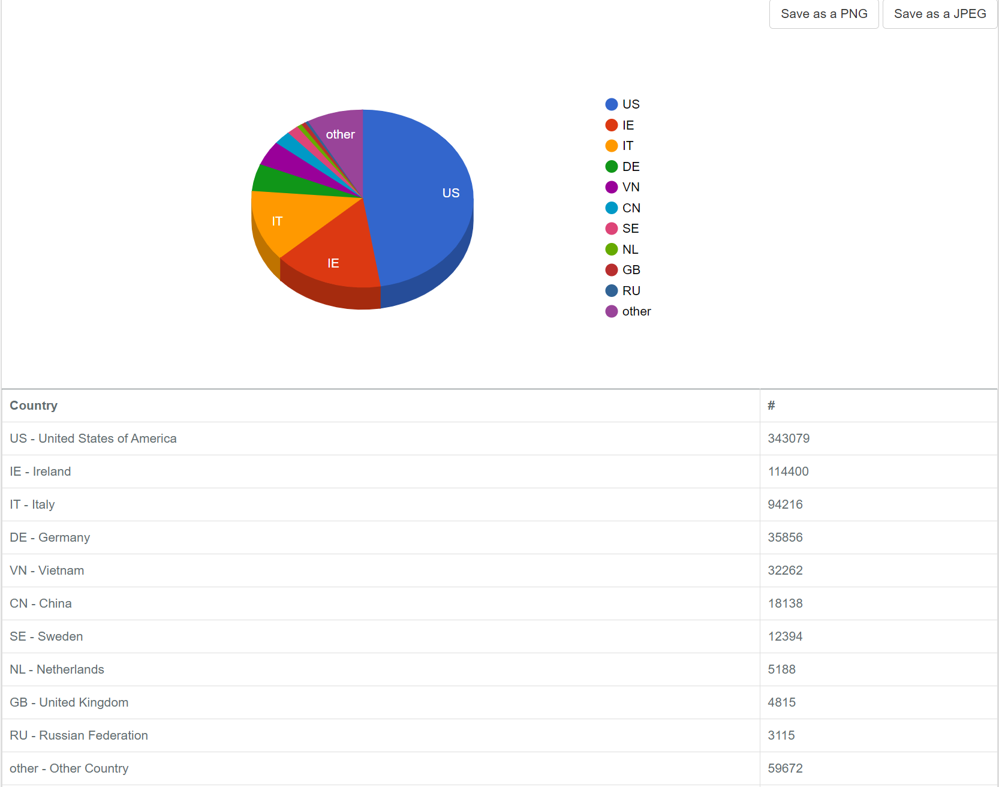 Save as a PNG Save as a JPEG
US
IE
IT
DE
VN
CN
SE
NL
GB
RU
other
other
US
IT
IE
Country #
US - United States of America 343079
IE - Ireland 114400
IT - Italy 94216
DE - Germany 35856
VN - Vietnam 32262
CN - China 18138
SE - Sweden 12394
NL - Netherlands 5188
GB - United Kingdom 4815
RU - Russian Federation 3115
other - Other Country 59672